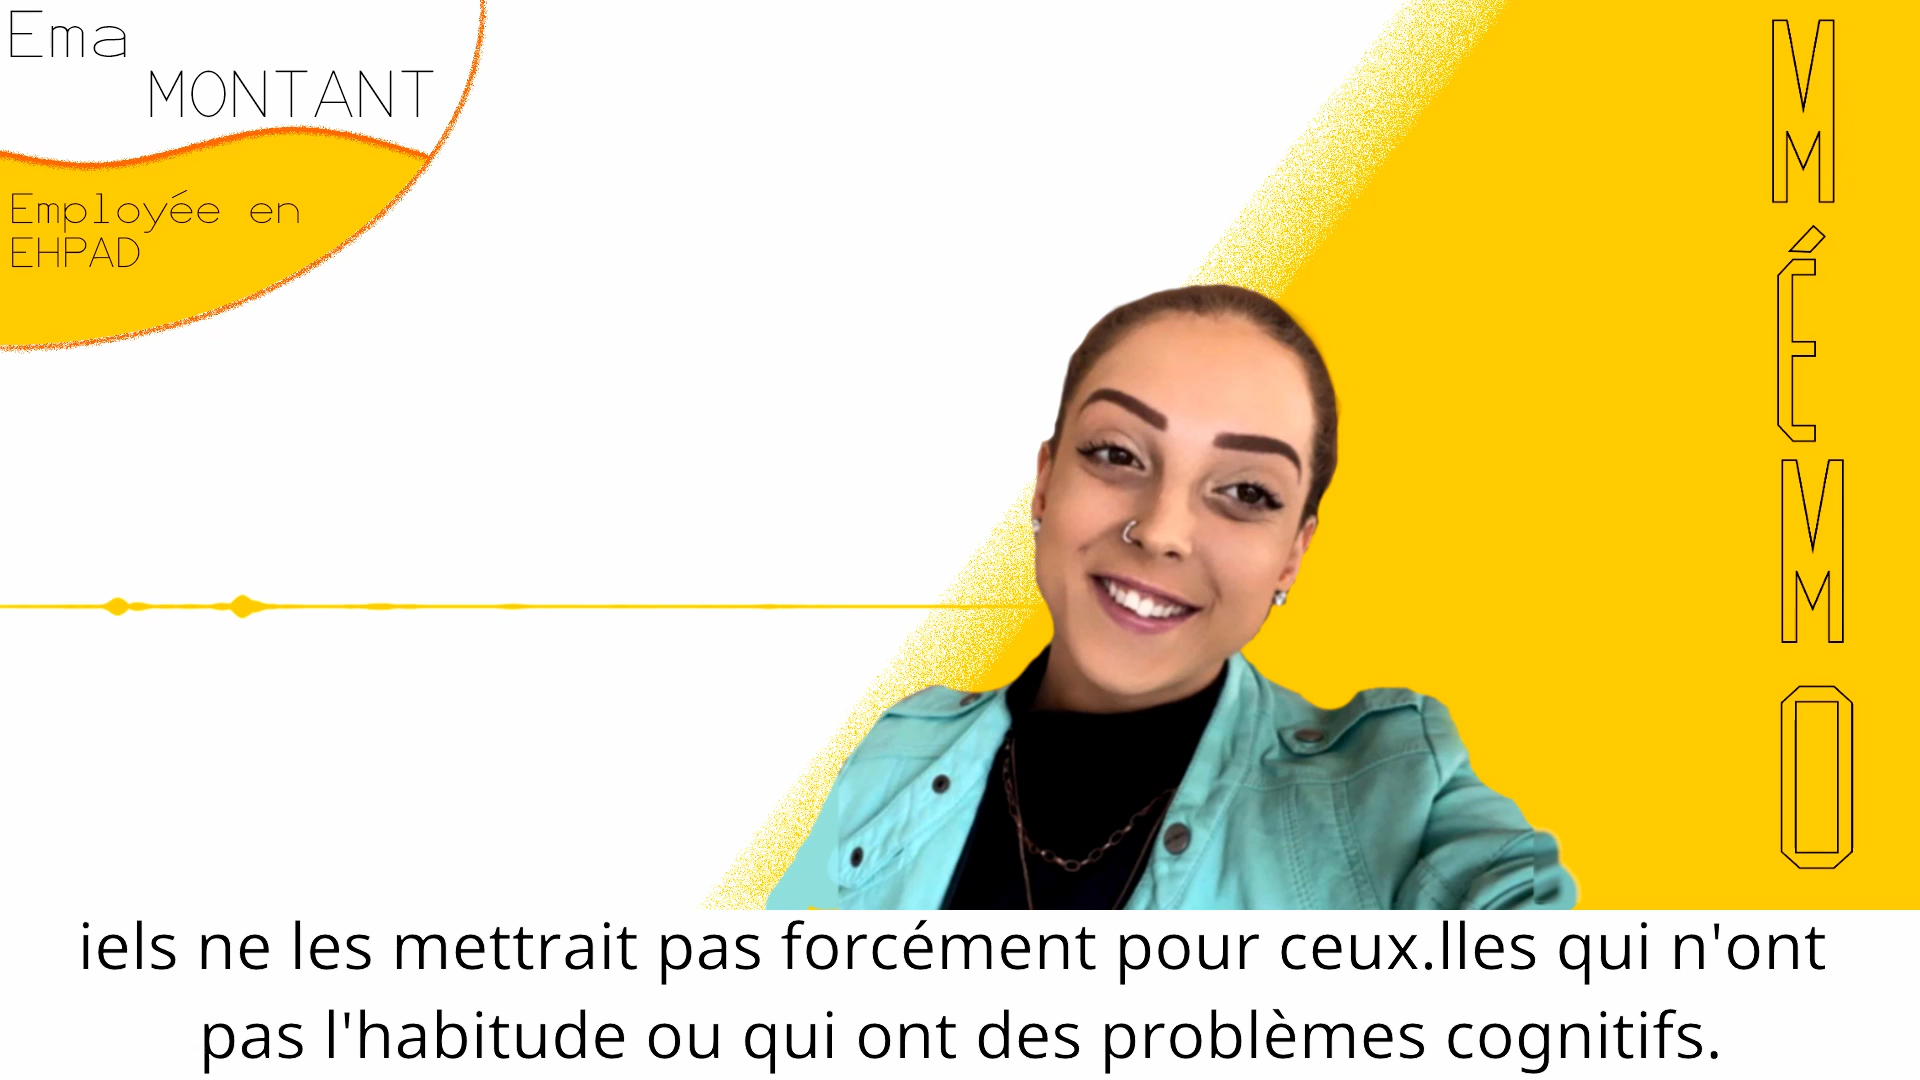 Ema
MONTANT
Employée en
EHPAD
MÉMO
iels ne les mettrait pas forcément pour ceux.lles qui n'ont
pas l'habitude ou qui ont des problèmes cognitifs.